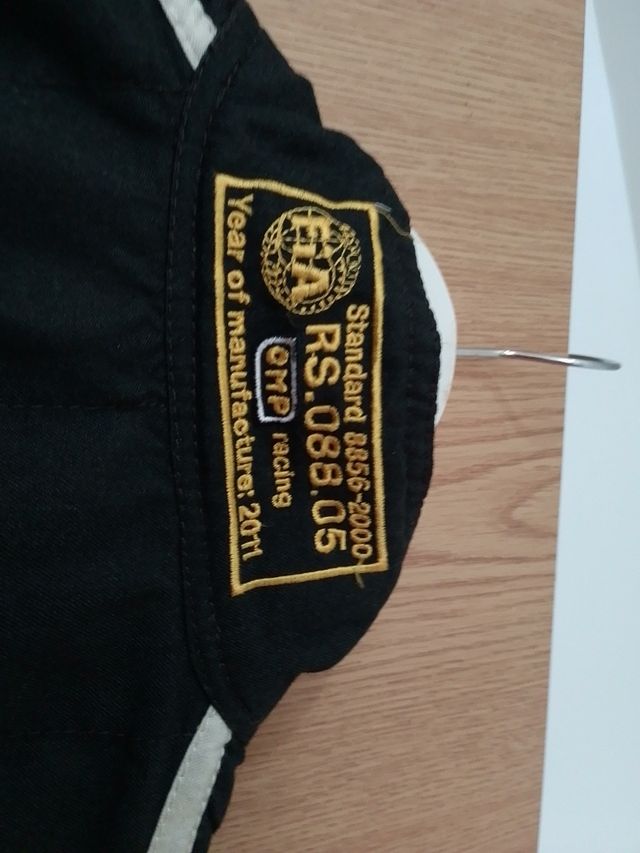 FIA
Standard 8856-2000
RS.088.05
OMP racing
Year of manufacture: 2011